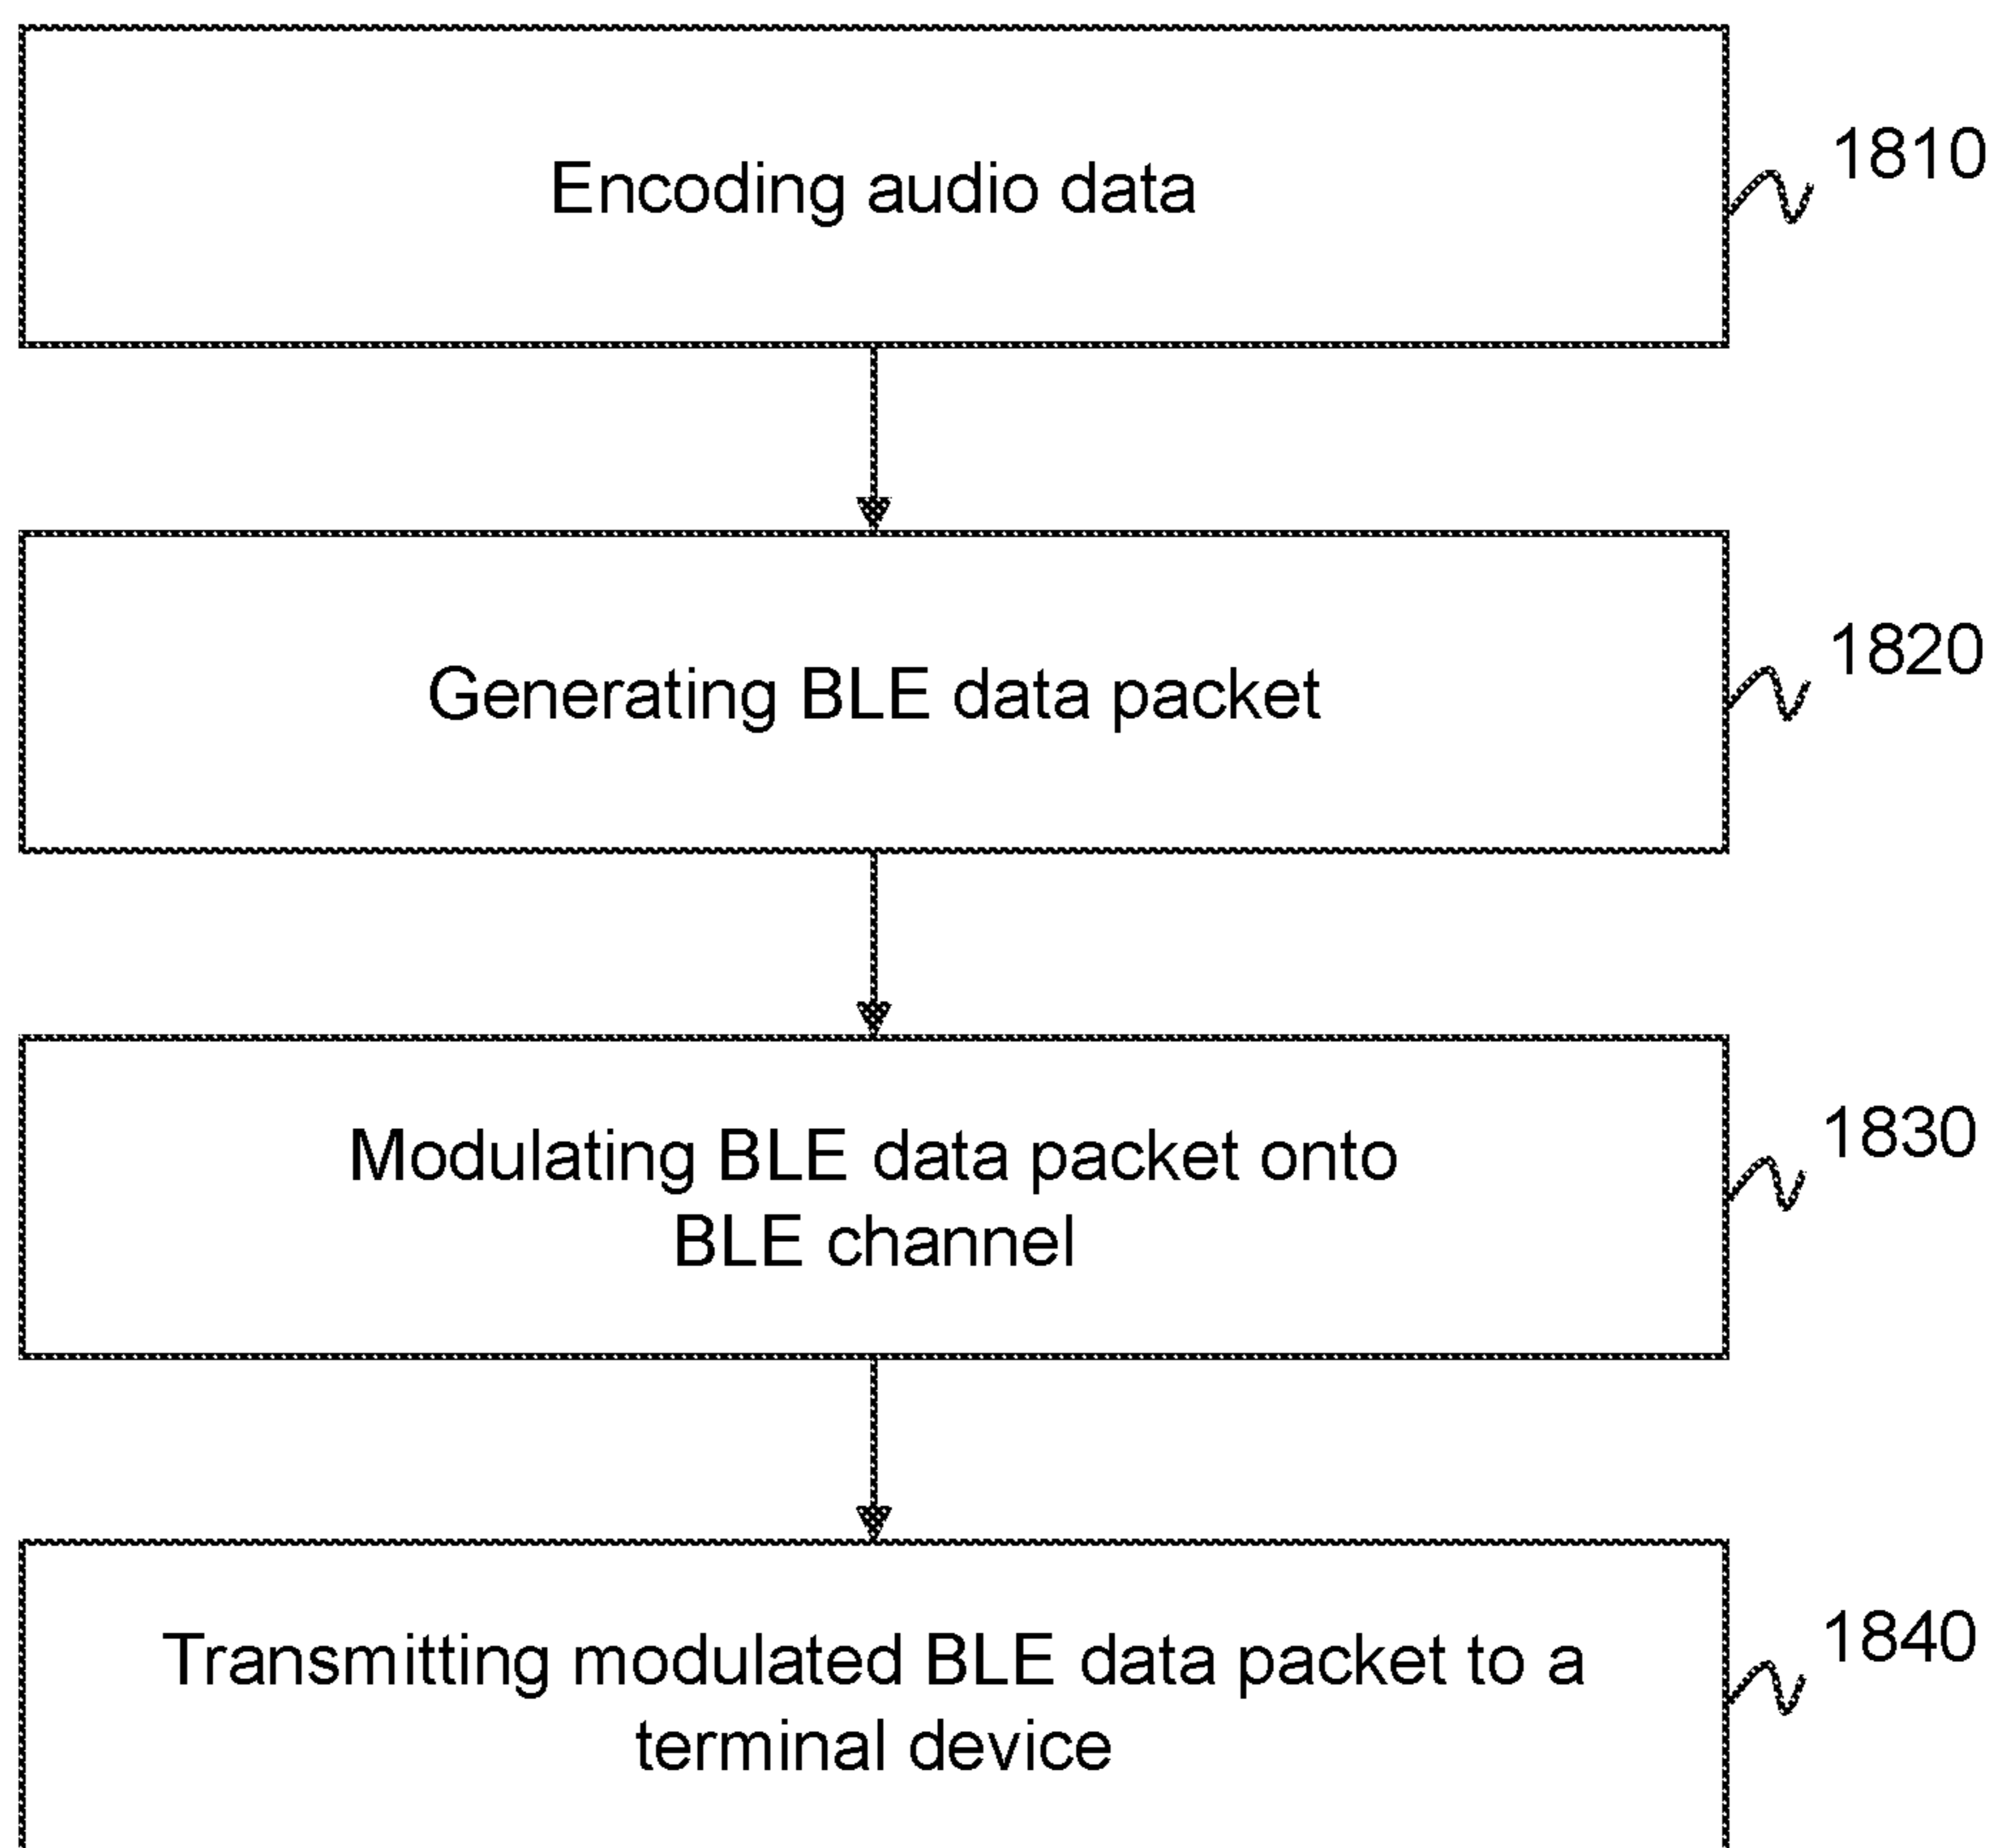 Encoding audio data
1810
Generating BLE data packet
1820
Modulating BLE data packet onto
BLE channel
1830
Transmitting modulated BLE data packet to a
terminal device
1840